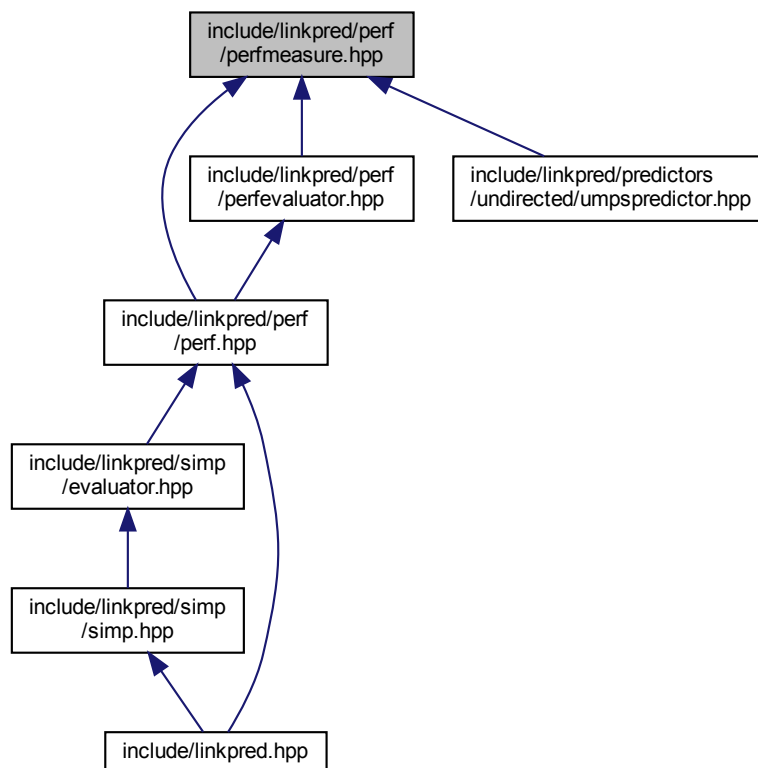 include/linkpred/perf
/perfmeasure.hpp
include/linkpred/perf
/perfevaluator.hpp
include/linkpred/predictors
/undirected/umpspredictor.hpp
include/linkpred/perf
/perf.hpp
include/linkpred/simp
/evaluator.hpp
include/linkpred/simp
/simp.hpp
include/linkpred.hpp